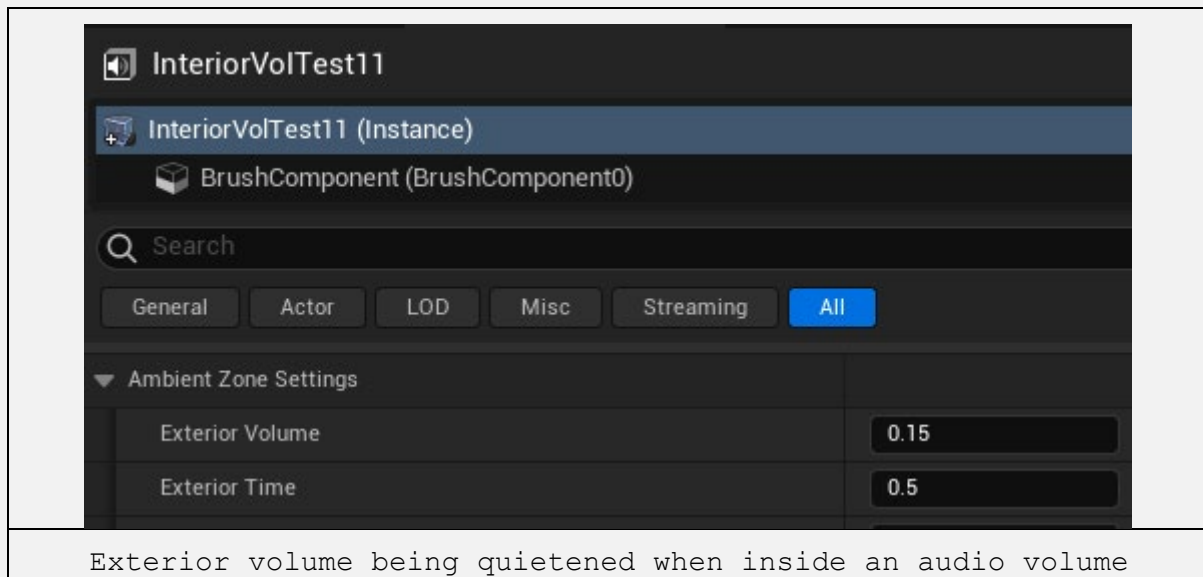 InteriorVolTest11
InteriorVolTest11 (Instance)
BrushComponent (BrushComponent0)
Search
General Actor LOD Misc Streaming All
Ambient Zone Settings
Exterior Volume 0.15
Exterior Time 0.5
Exterior volume being quietened when inside an audio volume